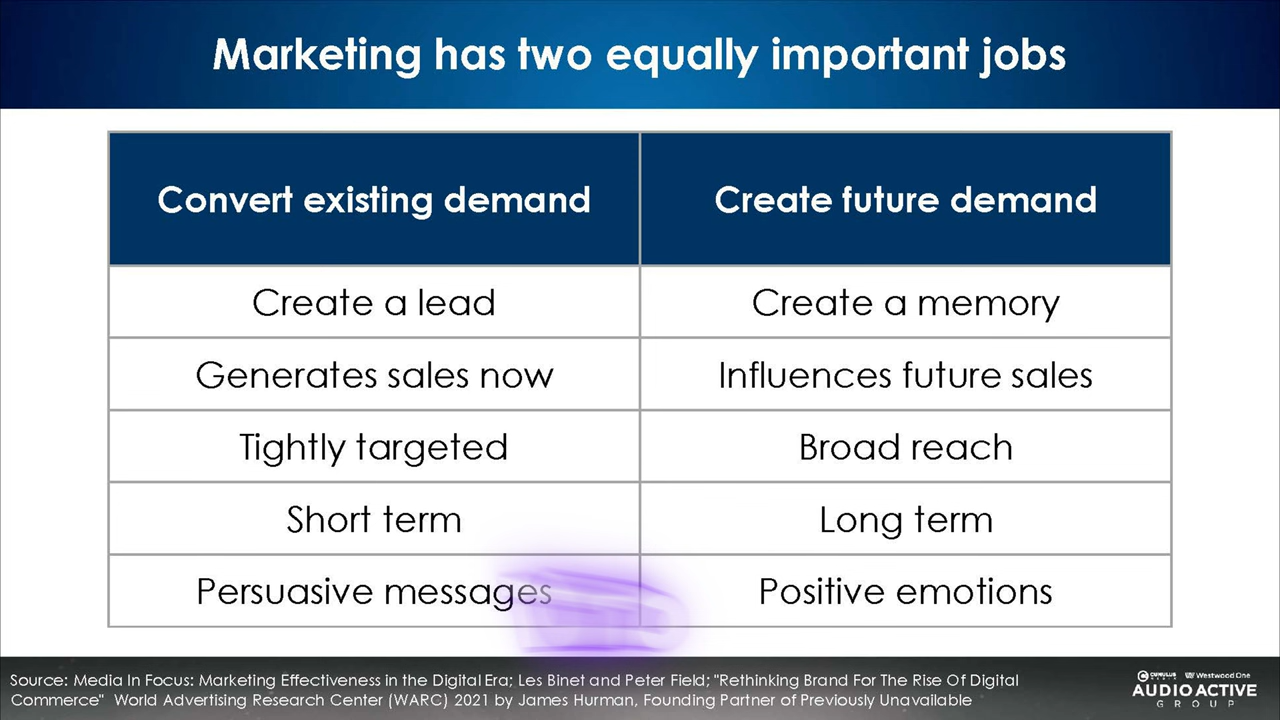 Marketing has two equally important jobs
Convert existing demand
Create future demand
Create a lead
Create a memory
Generates sales now
Influences future sales
Tightly targeted
Broad reach
Short term
Long term
Persuasive messages
Positive emotions
Source: Media In Focus: Marketing Effectiveness in the Digital Era; Les Binet and Peter Field; "Rethinking Brand For The Rise Of Digital
Commerce" World Advertising Research Center (WARC) 2021 by James Hurman, Founding Partner of Previously Unavailable
CUMULUS MEDIA Westwood One
AUDIO ACTIVE
GROUP